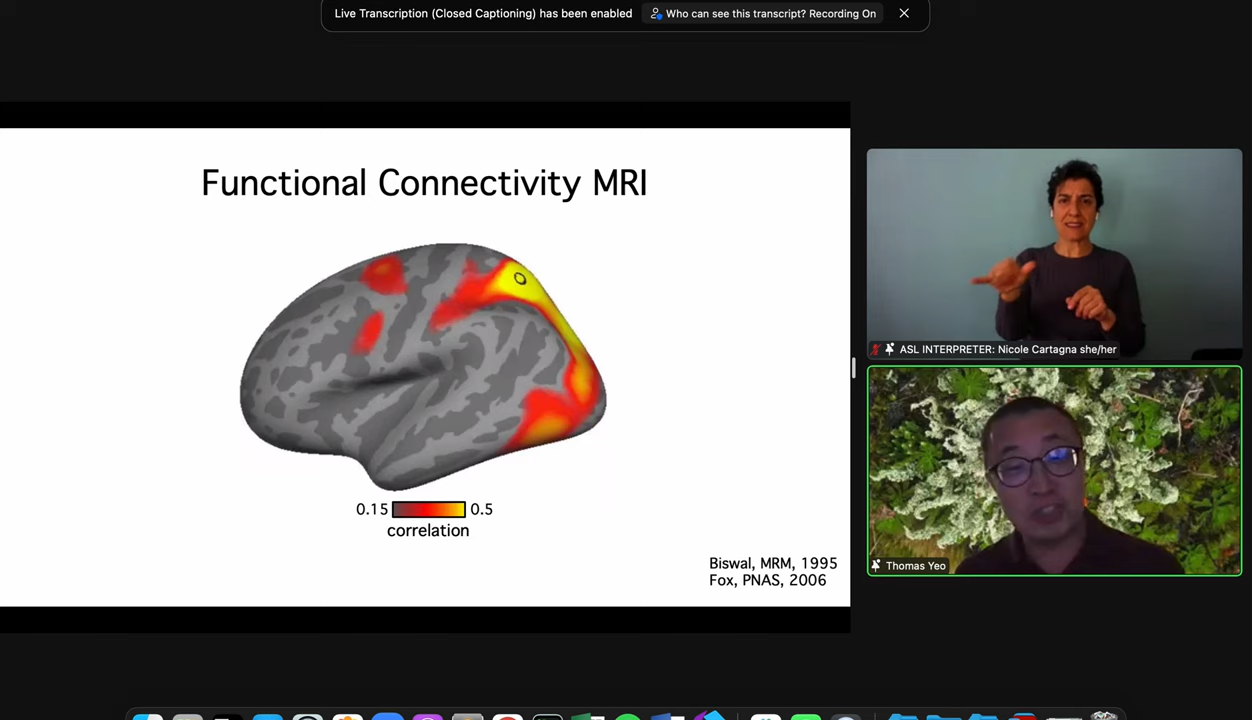 Live Transcription (Closed Captioning) has been enabled
Who can see this transcript? Recording On
Functional Connectivity MRI
0.15
0.5
correlation
Biswal, MRM, 1995
Fox, PNAS, 2006
ASL INTERPRETER: Nicole Cartagna she/her
Thomas Yeo